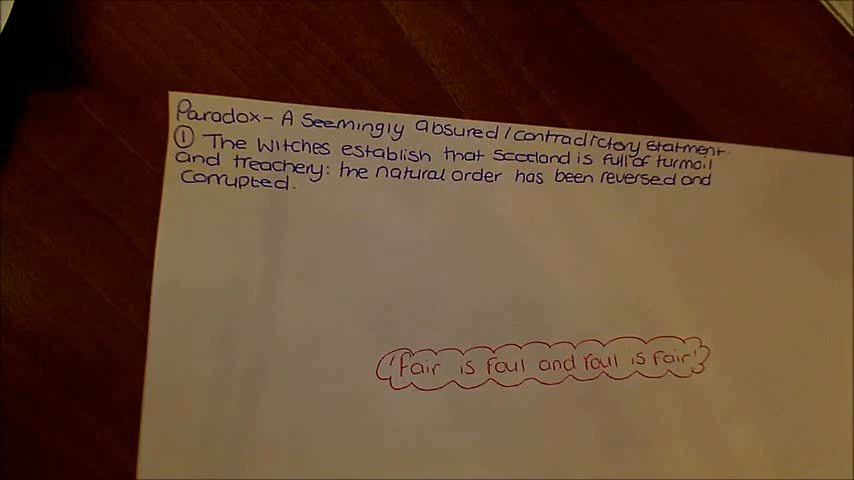 Paradox- A seemingly absured/contradictory statment.
① The Witches establish that Scotland is full of turmoil
and treachery: the natural order has been reversed and
corrupted.
'fair is foul and foul is fair'